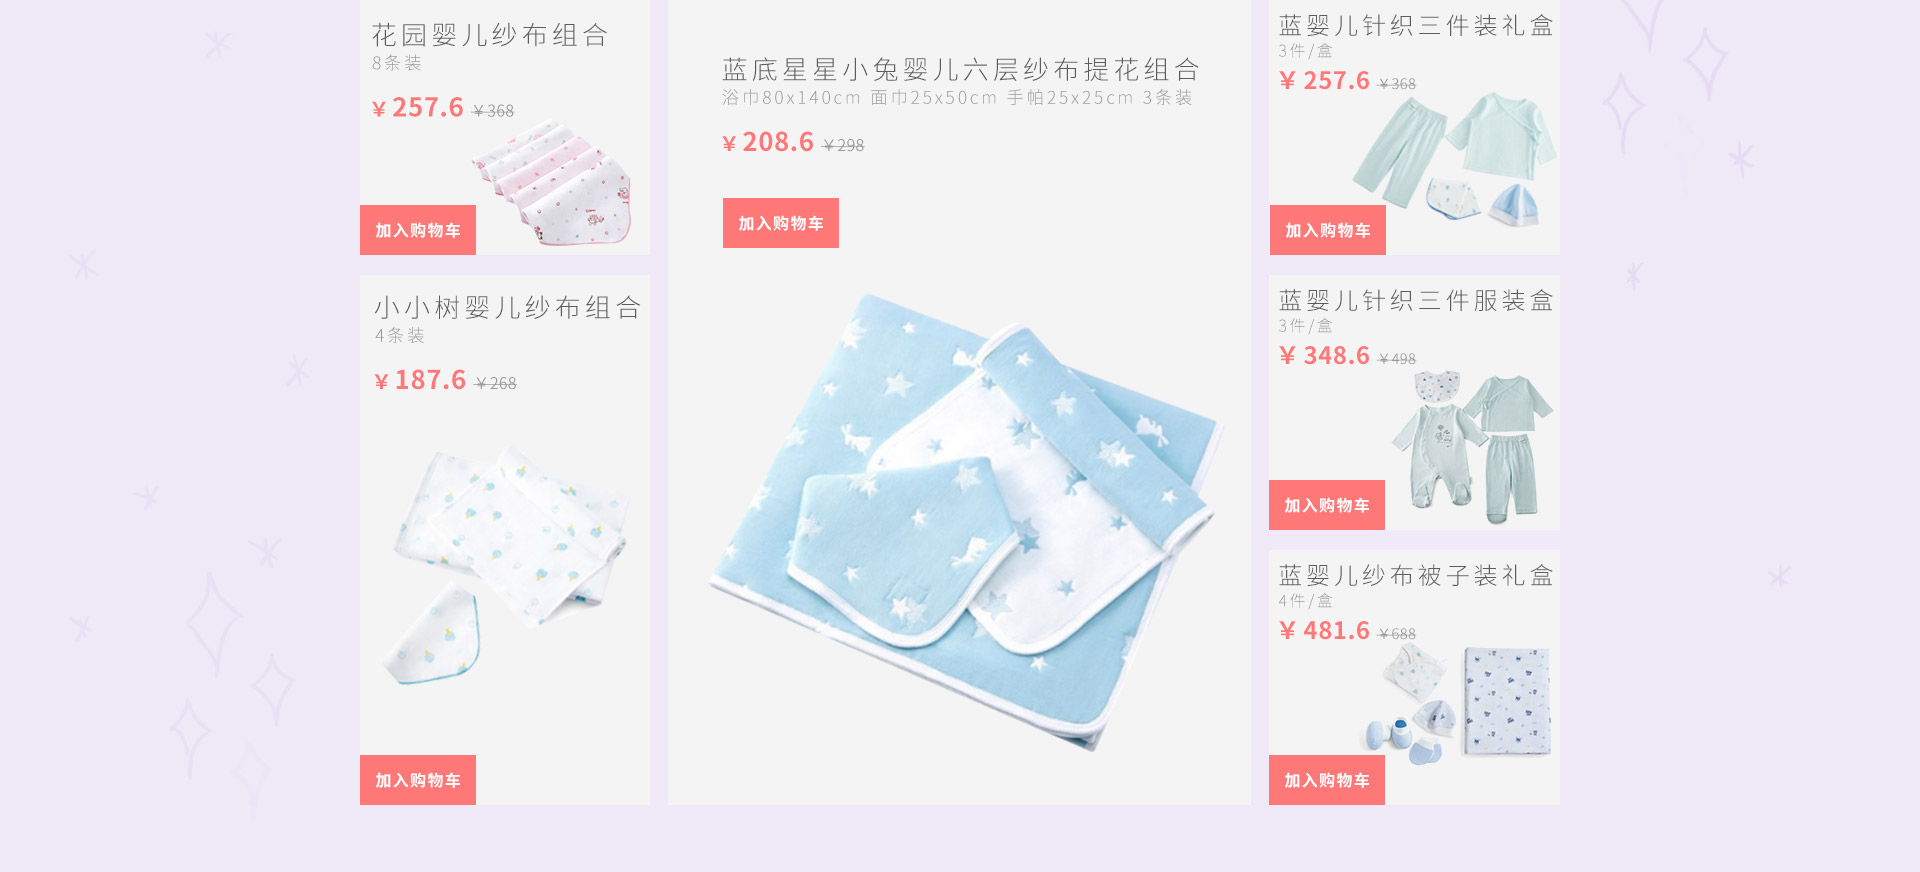 花园婴儿纱布组合
8条装
¥ 257.6 ¥368
加入购物车
小小树婴儿纱布组合
4条装
¥ 187.6 ¥268
加入购物车
蓝底星星小兔婴儿六层纱布提花组合
浴巾80x140cm 面巾25x50cm 手帕25x25cm 3条装
¥ 208.6 ¥298
加入购物车
蓝婴儿针织三件装礼盒
3件/盒
¥ 257.6 ¥368
加入购物车
蓝婴儿针织三件服装盒
3件/盒
¥ 348.6 ¥498
加入购物车
蓝婴儿纱布被子装礼盒
4件/盒
¥ 481.6 ¥688
加入购物车